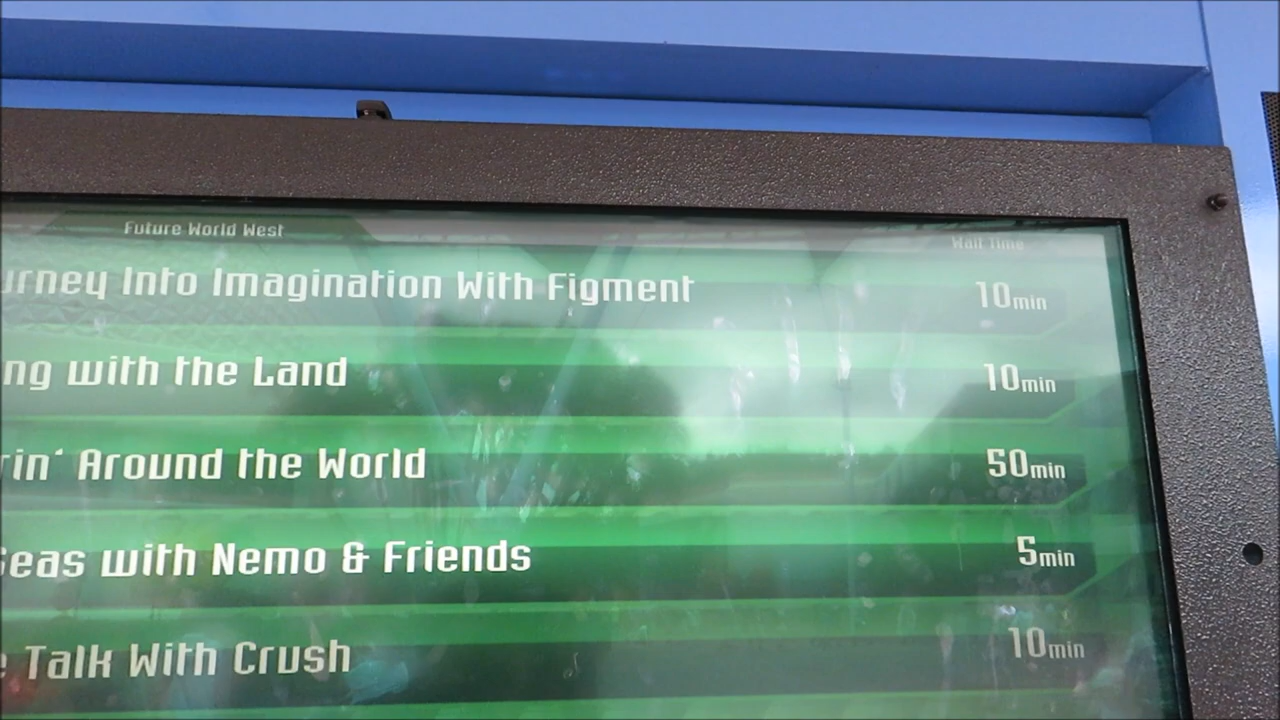 Future World West
Wait Time
urney Into Imagination With Figment 10min
ng with the Land 10min
rin' Around the World 50min
Seas with Nemo & Friends 5min
e Talk With Crush 10min